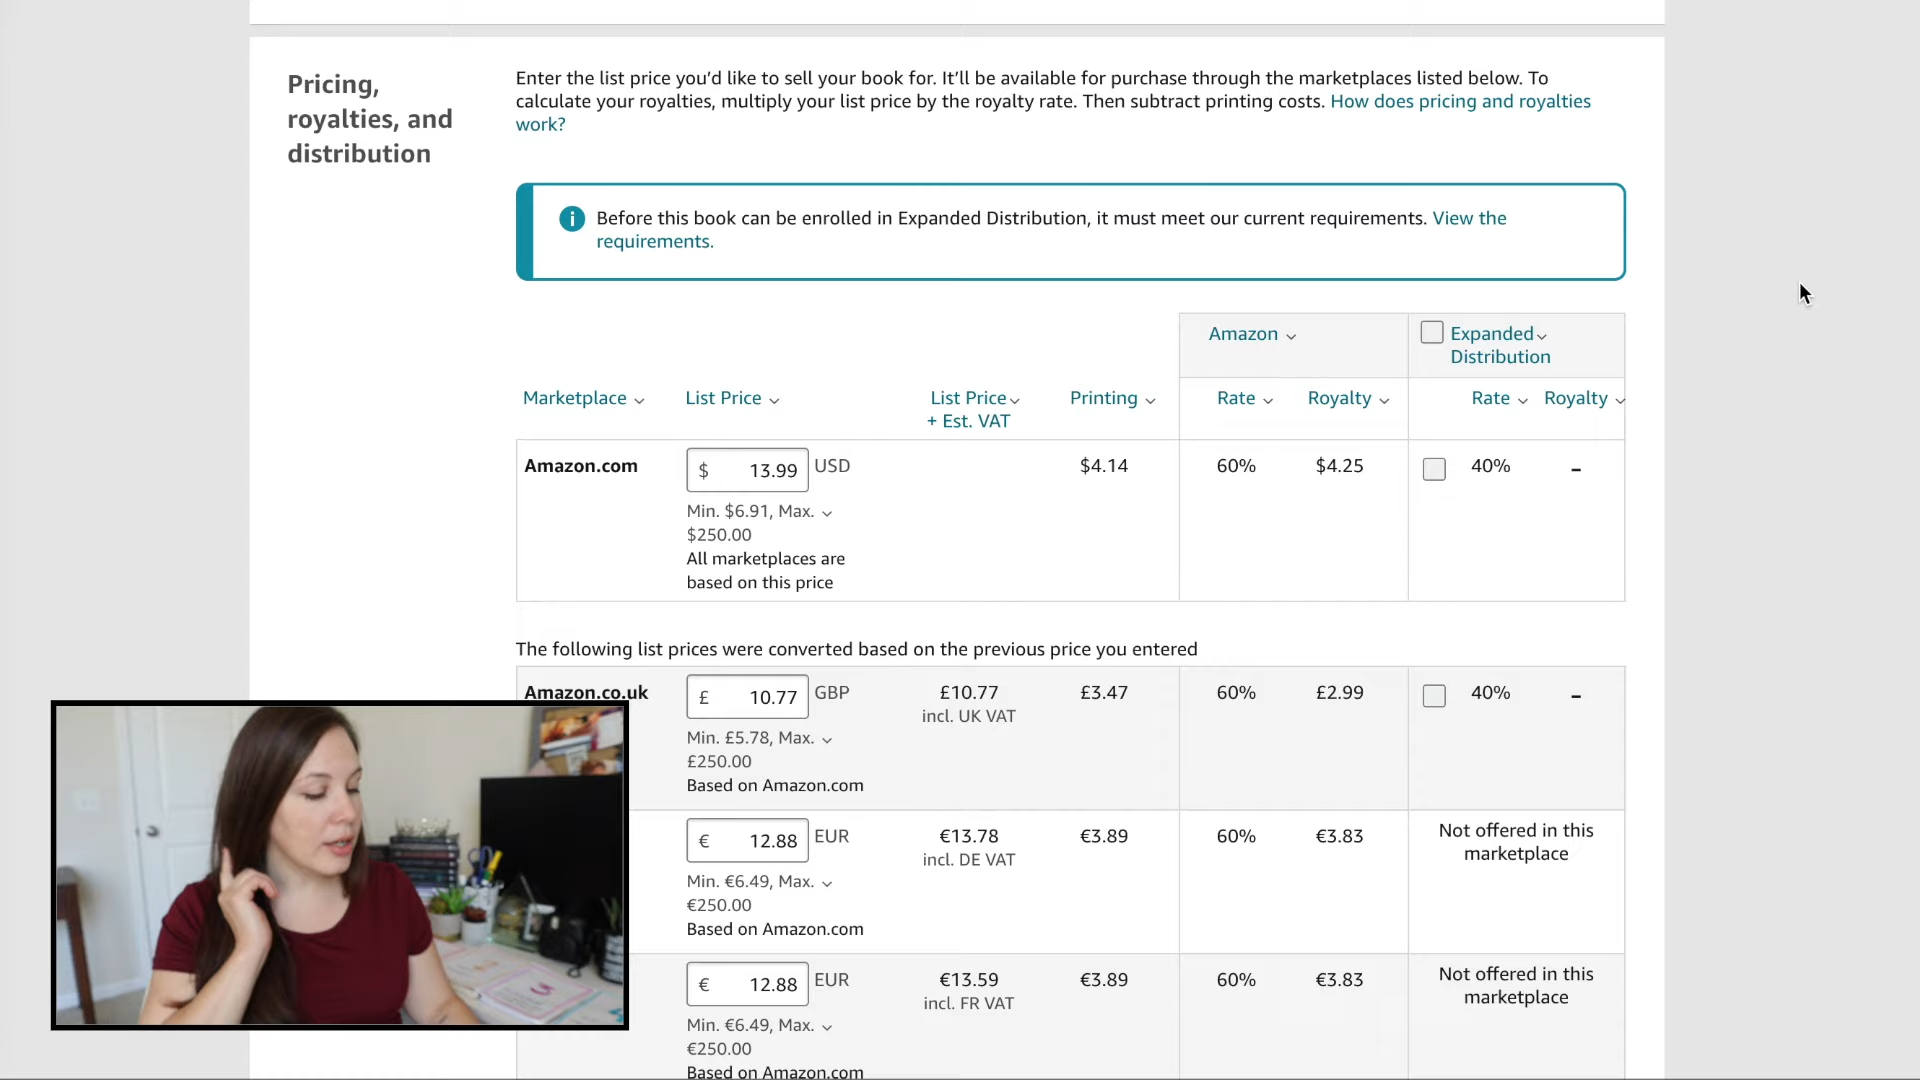 Pricing,
royalties, and
distribution
Enter the list price you’d like to sell your book for. It’ll be available for purchase through the marketplaces listed below. To
calculate your royalties, multiply your list price by the royalty rate. Then subtract printing costs. How does pricing and royalties
work?
Before this book can be enrolled in Expanded Distribution, it must meet our current requirements. View the
requirements.
Amazon
Expanded
Distribution
Marketplace
List Price
List Price
+ Est. VAT
Printing
Rate
Royalty
Rate
Royalty
Amazon.com
$ 13.99 USD
$4.14
60%
$4.25
40%
–
Min. $6.91, Max.
$250.00
All marketplaces are
based on this price
The following list prices were converted based on the previous price you entered
Amazon.co.uk
£ 10.77 GBP
£10.77
incl. UK VAT
£3.47
60%
£2.99
40%
–
Min. £5.78, Max.
£250.00
Based on Amazon.com
€ 12.88 EUR
€13.78
incl. DE VAT
€3.89
60%
€3.83
Not offered in this
marketplace
Min. €6.49, Max.
€250.00
Based on Amazon.com
€ 12.88 EUR
€13.59
incl. FR VAT
€3.89
60%
€3.83
Not offered in this
marketplace
Min. €6.49, Max.
€250.00
Based on Amazon.com